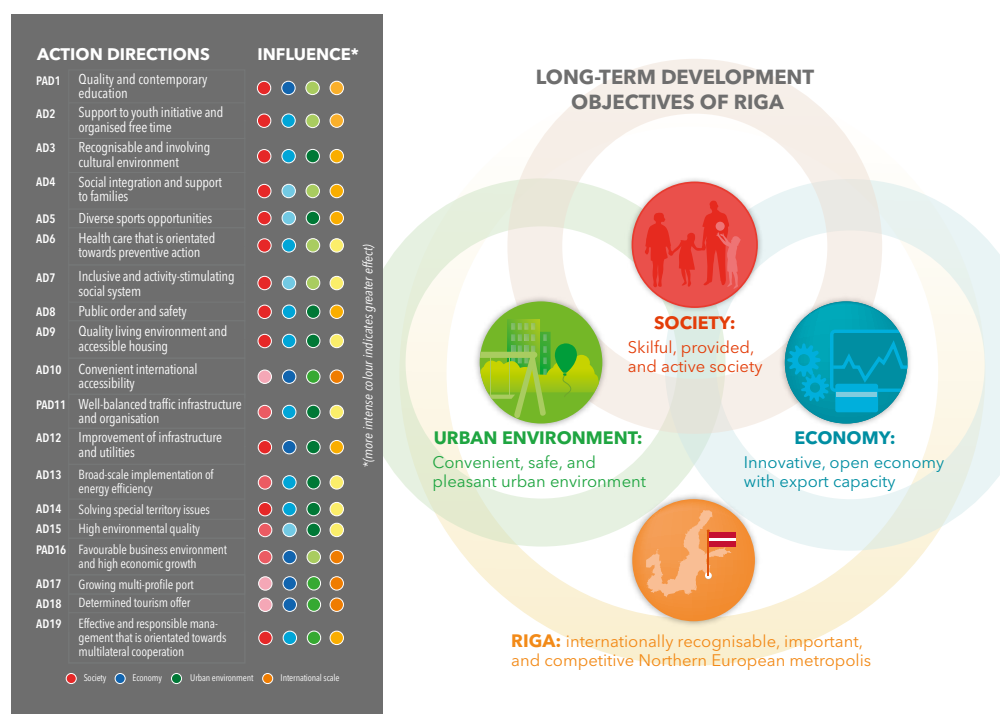 ACTION DIRECTIONS
INFLUENCE*
PAD1
Quality and contemporary
education
AD2
Support to youth initiative and
organised free time
AD3
Recognisable and involving
cultural environment
AD4
Social integration and support
to families
AD5
Diverse sports opportunities
AD6
Health care that is orientated
towards preventive action
AD7
Inclusive and activity-stimulating
social system
AD8
Public order and safety
AD9
Quality living environment and
accessible housing
AD10
Convenient international
accessibility
PAD11
Well-balanced traffic infrastructure
and organisation
AD12
Improvement of infrastructure
and utilities
AD13
Broad-scale implementation of
energy efficiency
AD14
Solving special territory issues
AD15
High environmental quality
PAD16
Favourable business environment
and high economic growth
AD17
Growing multi-profile port
AD18
Determined tourism offer
AD19
Effective and responsible mana-
gement that is orientated towards
multilateral cooperation
Society
Economy
Urban environment
International scale
*(more intense colour indicates greater effect)
LONG-TERM DEVELOPMENT
OBJECTIVES OF RIGA
SOCIETY:
Skilful, provided,
and active society
URBAN ENVIRONMENT:
Convenient, safe, and
pleasant urban environment
ECONOMY:
Innovative, open economy
with export capacity
RIGA: internationally recognisable, important,
and competitive Northern European metropolis